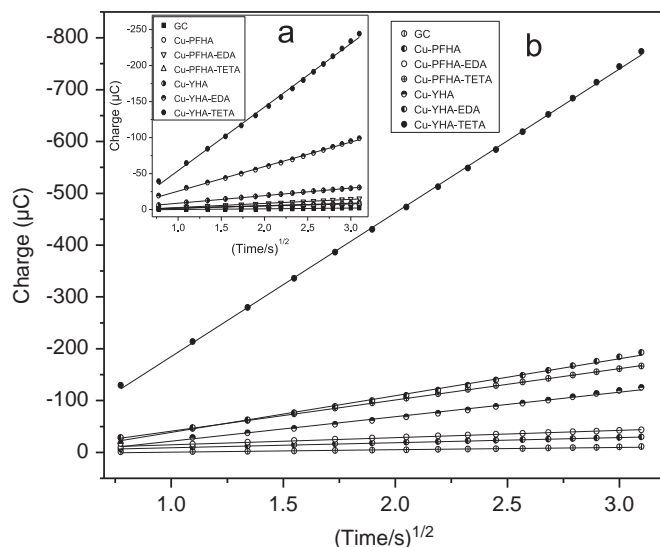 -800
-700
-600
-500
-400
-300
-200
-100
0
Charge (μC)
1.0
1.5
2.0
2.5
3.0
(Time/s)^1/2
b
GC
Cu-PFHA
Cu-PFHA-EDA
Cu-PFHA-TETA
Cu-YHA
Cu-YHA-EDA
Cu-YHA-TETA
a
GC
Cu-PFHA
Cu-PFHA-EDA
Cu-PFHA-TETA
Cu-YHA
Cu-YHA-EDA
Cu-YHA-TETA
-250
-200
-150
-100
-50
0
Charge (μC)
1.0
1.5
2.0
2.5
3.0
(Time/s)^1/2